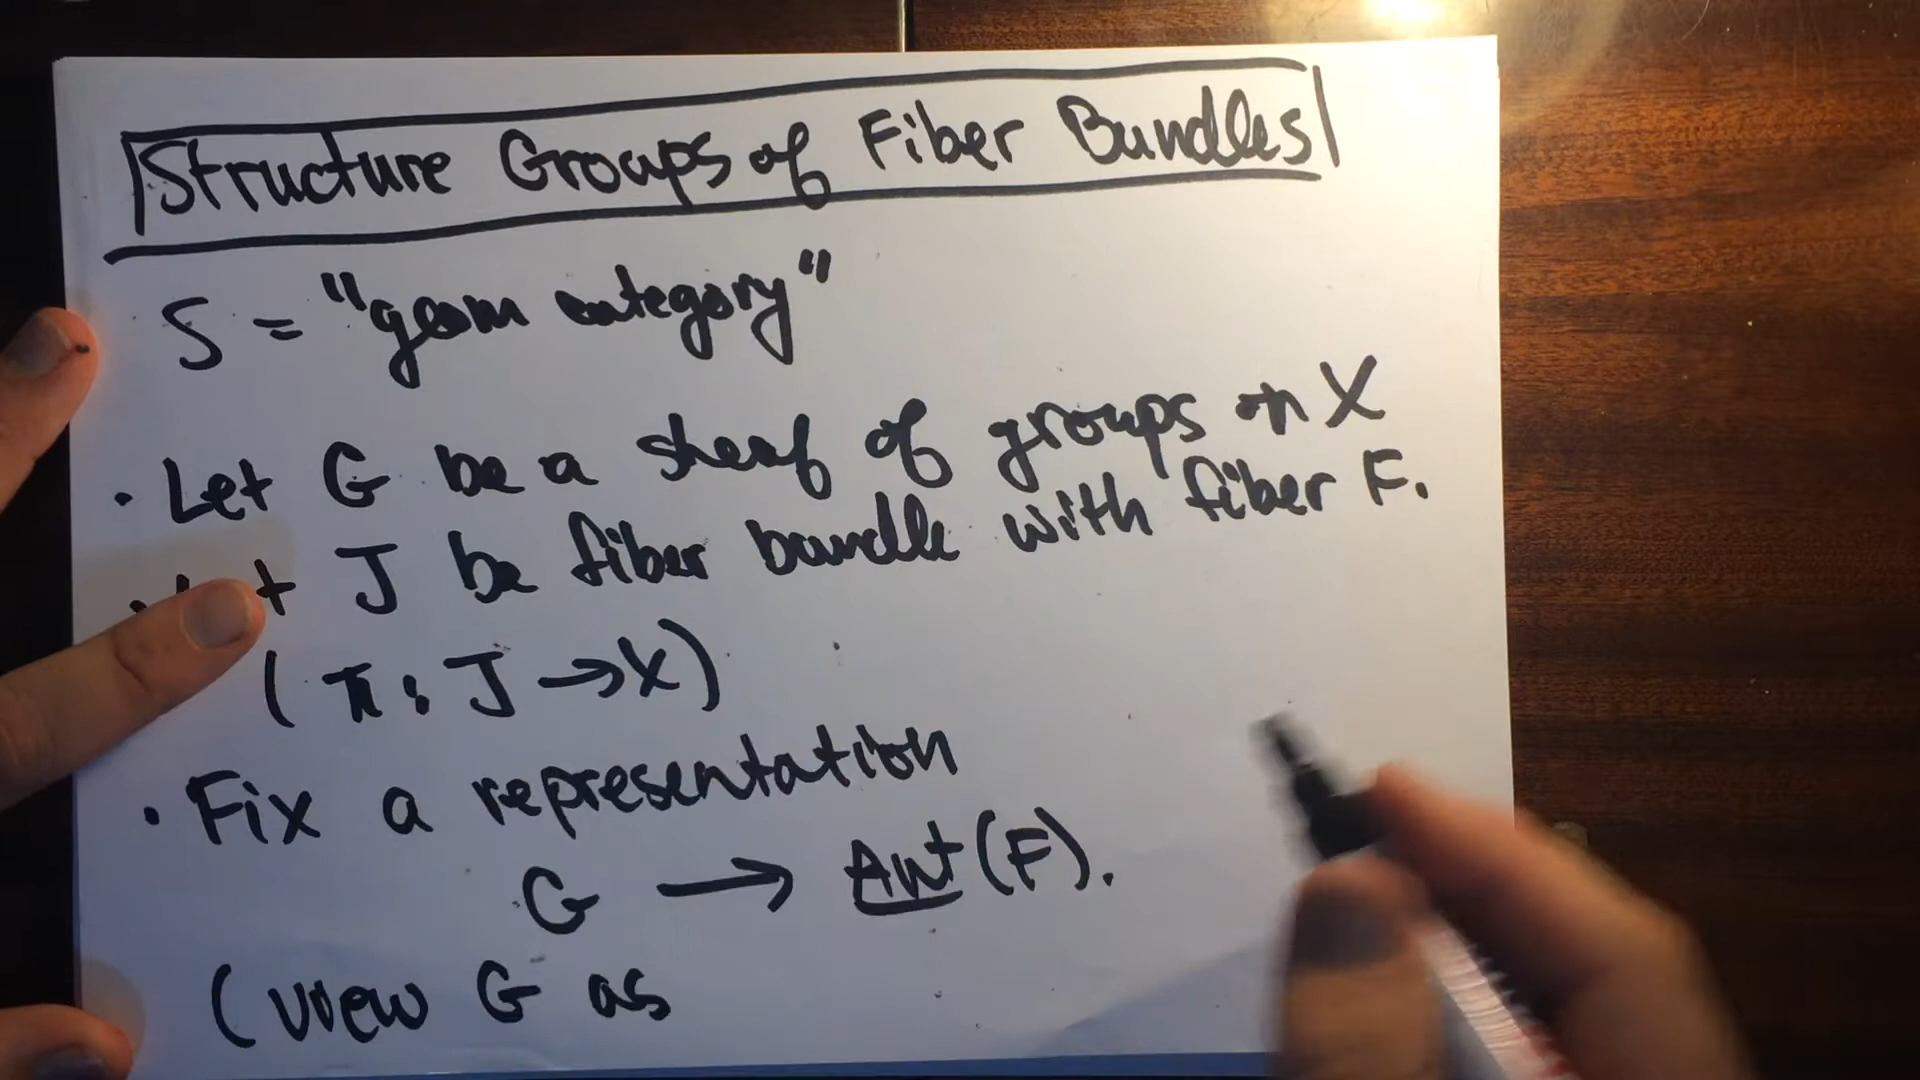 Structure Groups of Fiber Bundles
S = "geom category"
· Let G be a sheaf of groups on X
J be fiber bundle with fiber F.
(π: J → X)
· Fix a representation
G → Aut(F).
(view G as